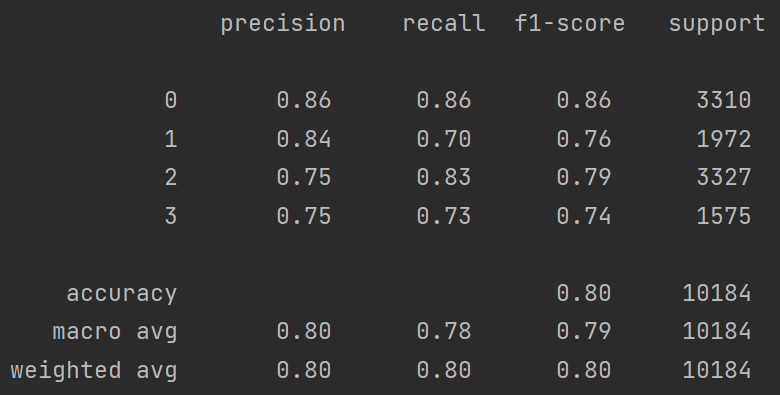 precision recall f1-score support
0 0.86 0.86 0.86 3310
1 0.84 0.70 0.76 1972
2 0.75 0.83 0.79 3327
3 0.75 0.73 0.74 1575
accuracy 0.80 10184
macro avg 0.80 0.78 0.79 10184
weighted avg 0.80 0.80 0.80 10184